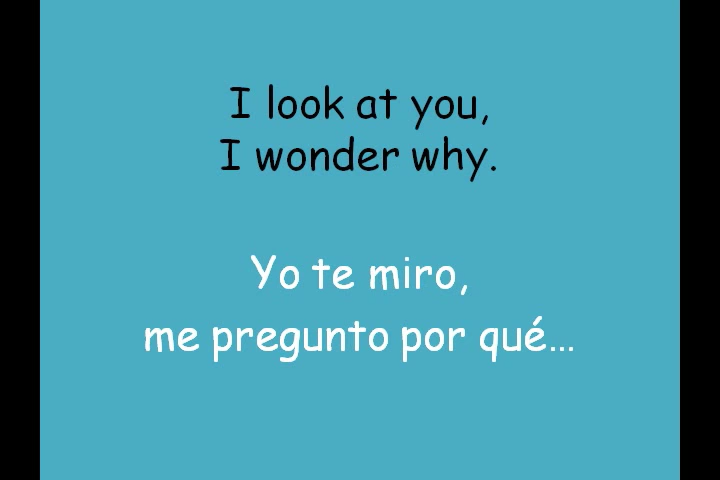 I look at you,
I wonder why.
Yo te miro,
me pregunto por qué...